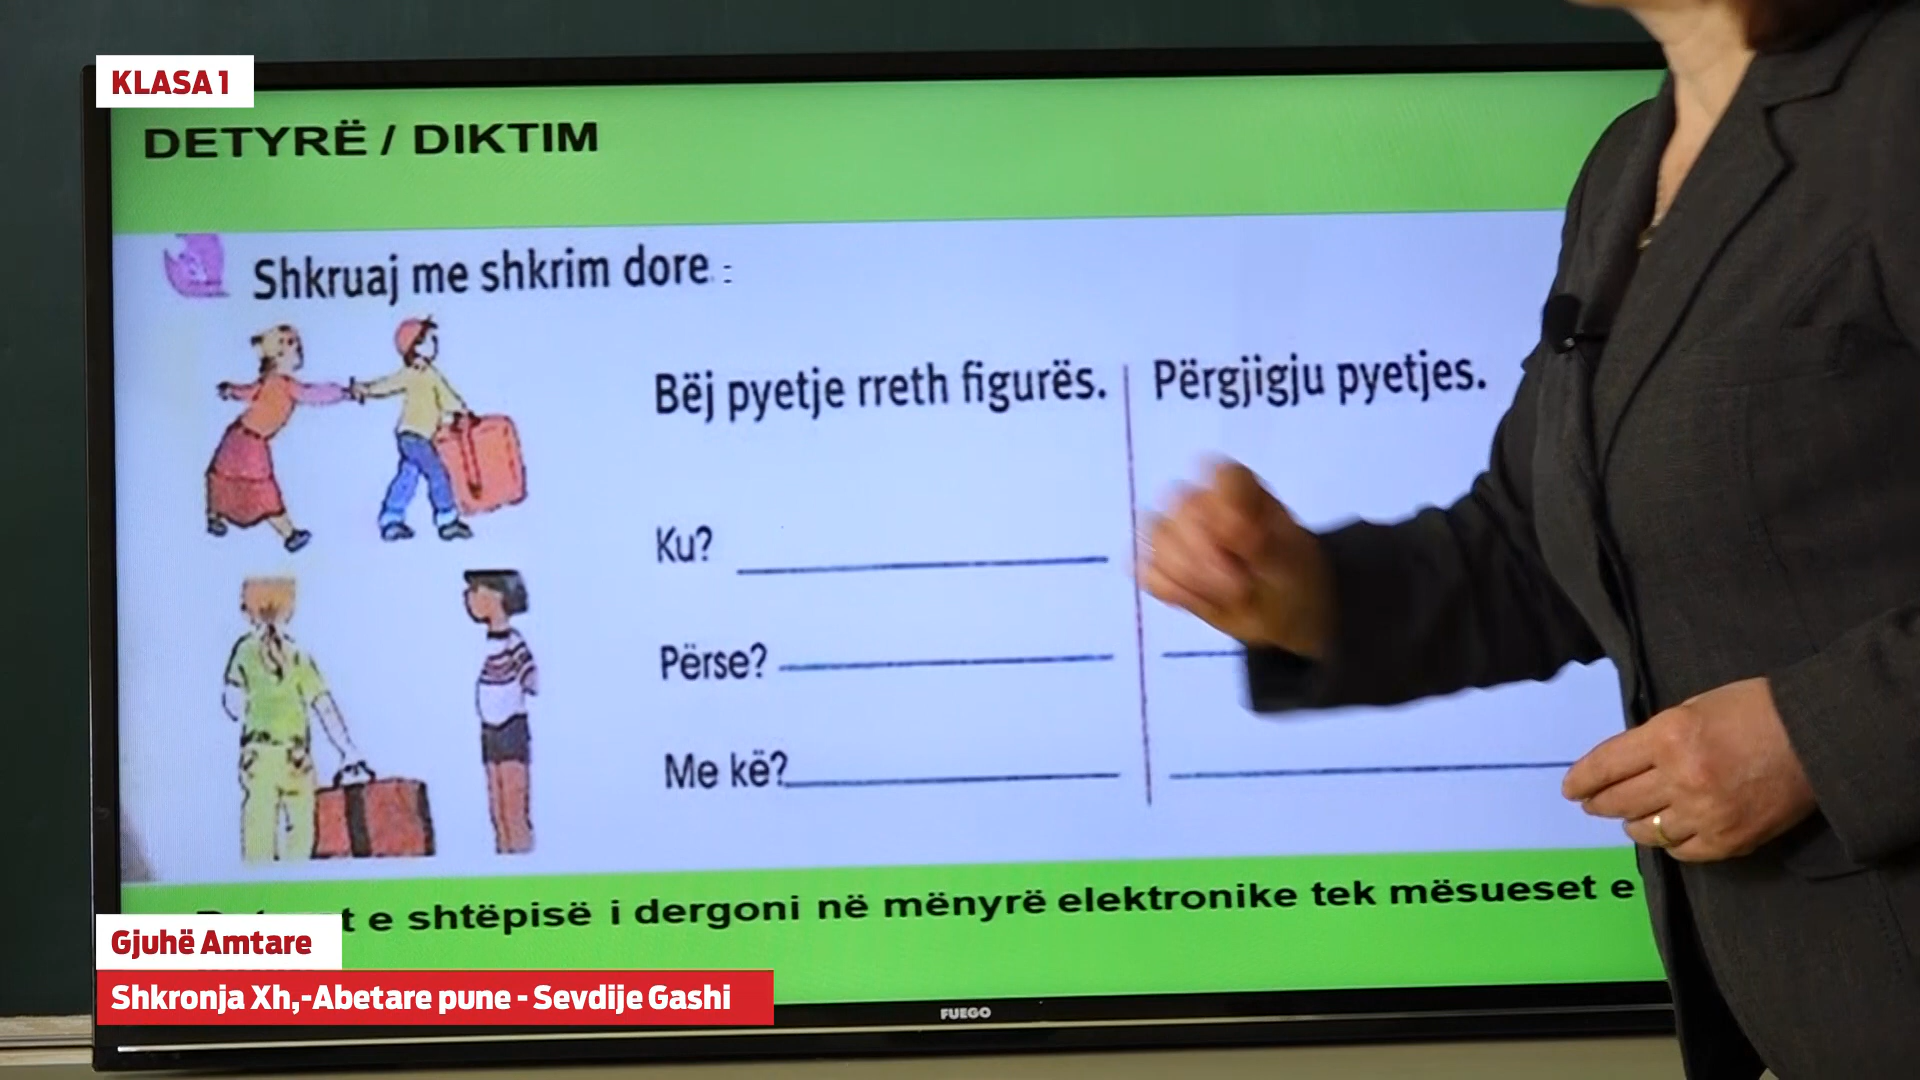 KLASA 1
DETYRË / DIKTIM
Shkruaj me shkrim dore :
Bëj pyetje rreth figurës.
Përgjigju pyetjes.
Ku?
Përse?
Me kë?
e shtëpisë i dergoni në mënyrë elektronike tek mësueset e
Gjuhë Amtare
Shkronja Xh,-Abetare pune - Sevdije Gashi
FUEGO